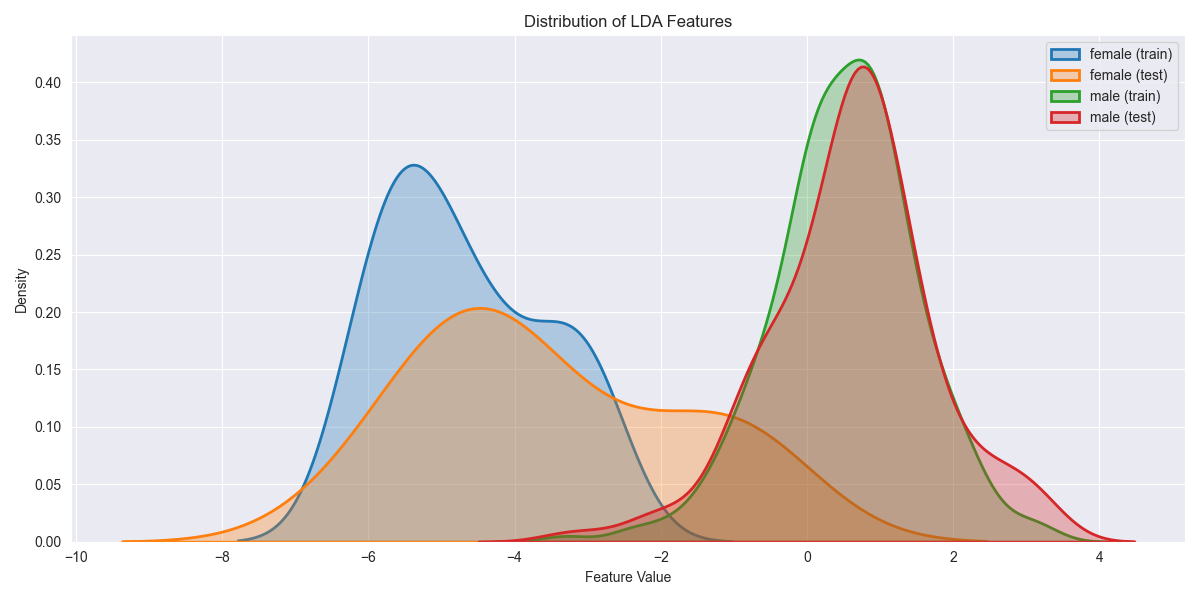 Distribution of LDA Features
female (train)
female (test)
male (train)
male (test)
Density
0.40
0.35
0.30
0.25
0.20
0.15
0.10
0.05
0.00
−10 −8 −6 −4 −2 0 2 4
Feature Value